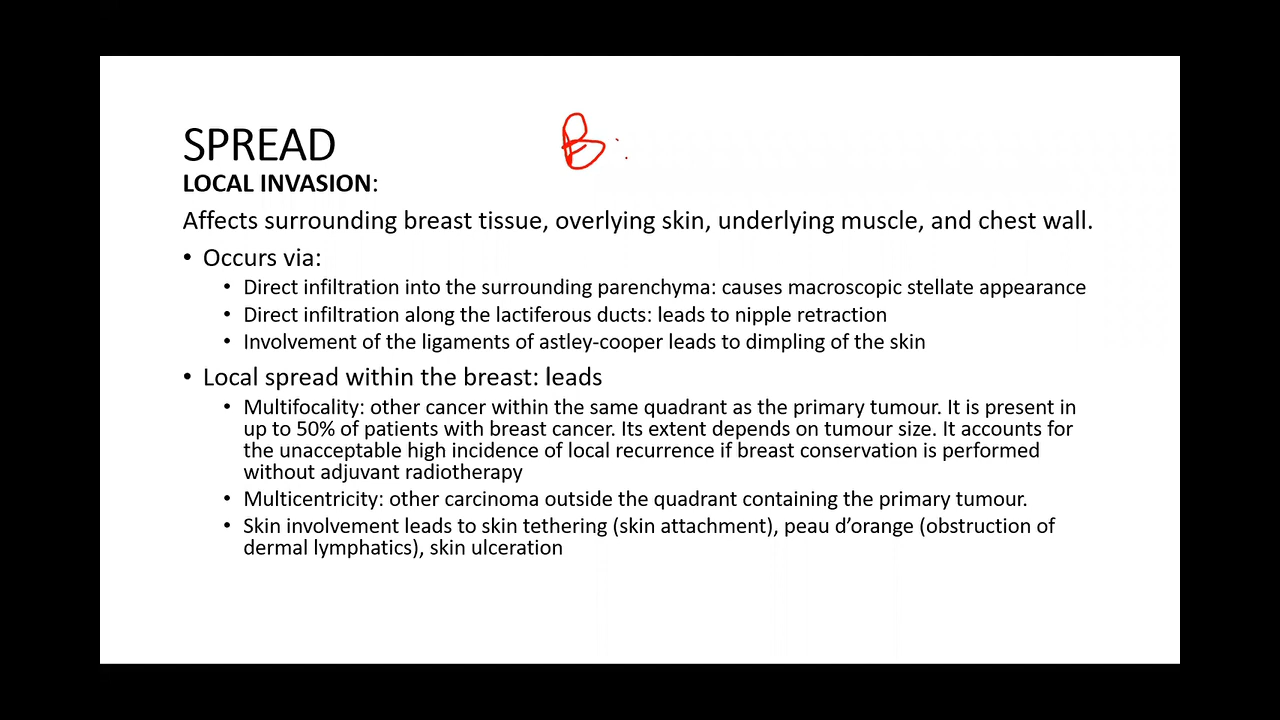 SPREAD
B
LOCAL INVASION:
Affects surrounding breast tissue, overlying skin, underlying muscle, and chest wall.
• Occurs via:
• Direct infiltration into the surrounding parenchyma: causes macroscopic stellate appearance
• Direct infiltration along the lactiferous ducts: leads to nipple retraction
• Involvement of the ligaments of astley-cooper leads to dimpling of the skin
• Local spread within the breast: leads
• Multifocality: other cancer within the same quadrant as the primary tumour. It is present in
up to 50% of patients with breast cancer. Its extent depends on tumour size. It accounts for
the unacceptable high incidence of local recurrence if breast conservation is performed
without adjuvant radiotherapy
• Multicentricity: other carcinoma outside the quadrant containing the primary tumour.
• Skin involvement leads to skin tethering (skin attachment), peau d’orange (obstruction of
dermal lymphatics), skin ulceration